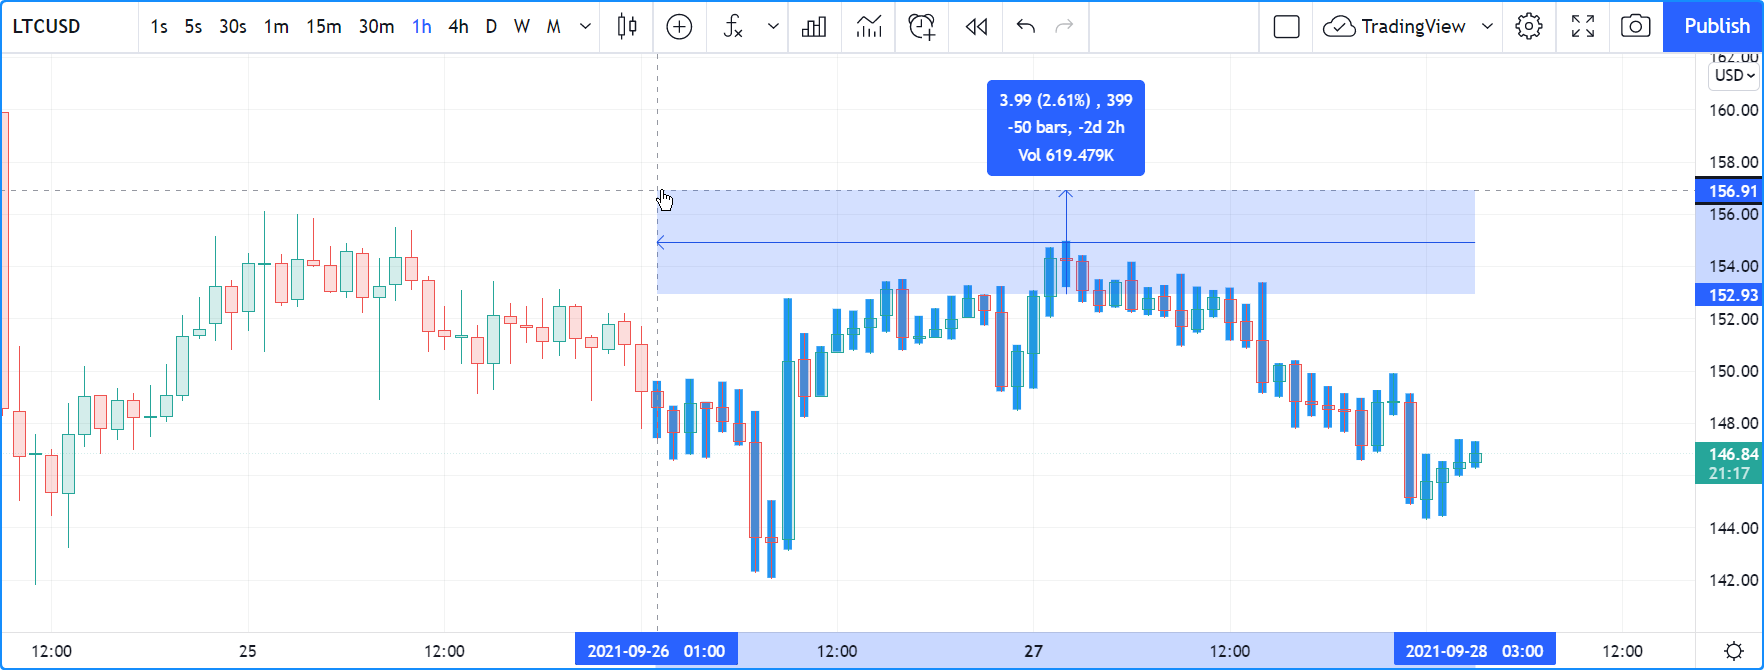 LTCUSD 1s 5s 30s 1m 15m 30m 1h 4h D W M TradingView Publish
162.00
USD
3.99 (2.61%) , 399
-50 bars, -2d 2h
Vol 619.479K
160.00
158.00
156.91
156.00
154.00
152.93
152.00
150.00
148.00
146.84
21:17
144.00
142.00
12:00 25 12:00 2021-09-26 01:00 12:00 27 12:00 2021-09-28 03:00 12:00